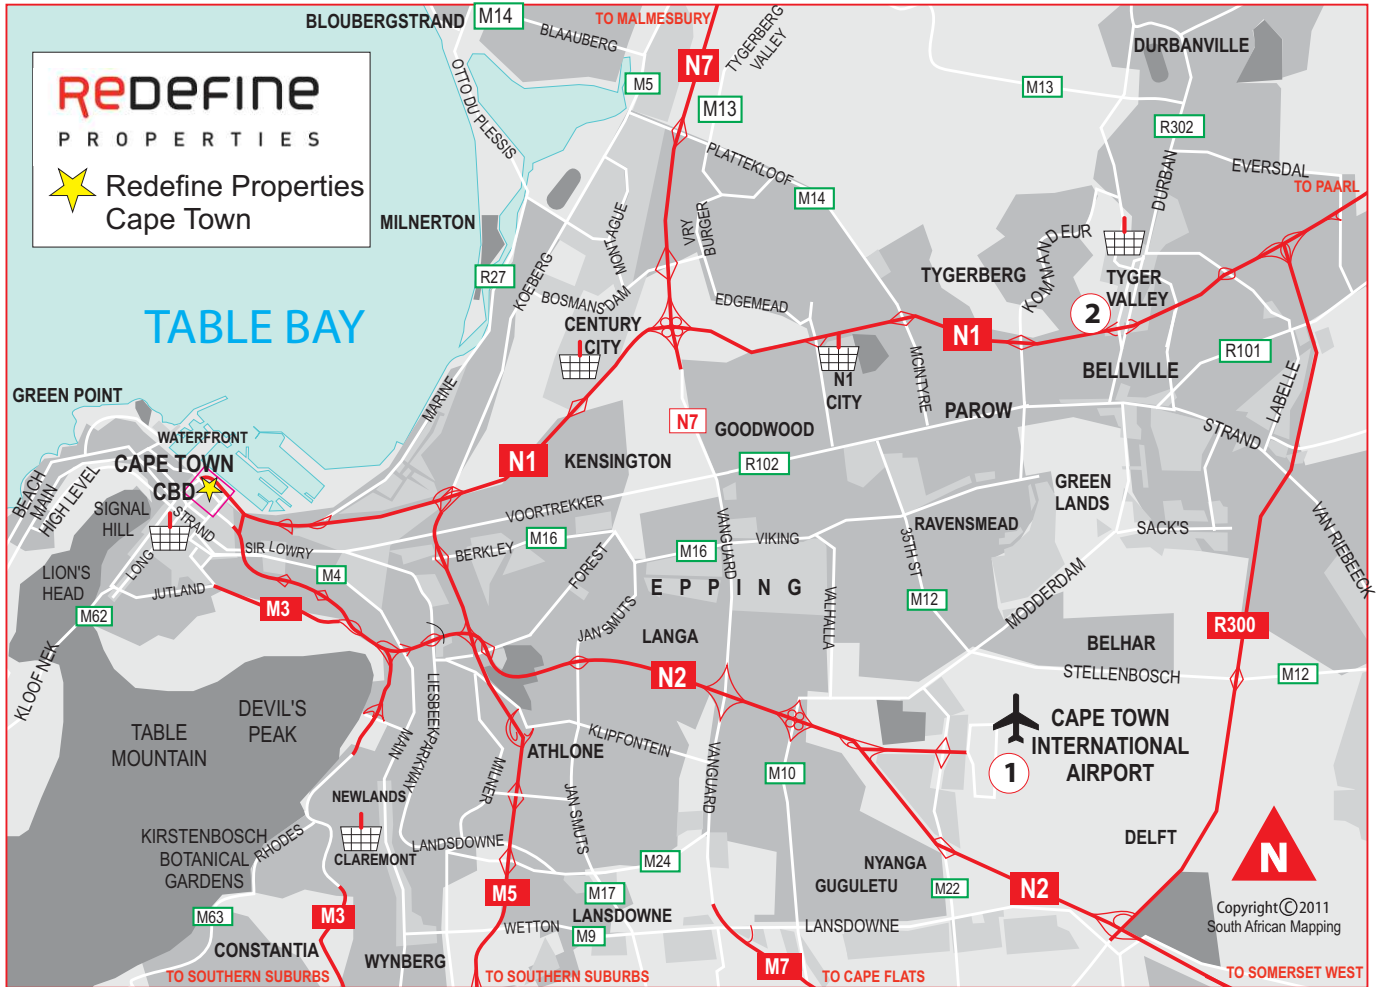 BLOUBERGSTRAND
M14
BLAAUBERG
TO MALMESBURY
N7
TYGERBERG
VALLEY
M5
M13
M13
DURBANVILLE
R302
EVERSDAL
TO PAARL
DURBAN
REDEFINE
PROPERTIES
Redefine Properties
Cape Town
OTTO DU PLESSIS
PLATTEKLOOF
M14
MILNERTON
R27
KOEBERG
MONTAGUE
VRY
BURGER
BOSMANSDAM
EDGEMEAD
TYGERBERG
KOMMANDEUR
TYGER
VALLEY
2
TABLE BAY
CENTURY
CITY
N1
N1
CITY
MCINTYRE
BELLVILLE
R101
LABELLE
PAROW
STRAND
GREEN POINT
MARINE
N7
GOODWOOD
WATERFRONT
CAPE TOWN
CBD
N1
KENSINGTON
R102
BEACH
MAIN
HIGH LEVEL
SIGNAL
HILL
STRAND
VOORTREKKER
GREEN
LANDS
SACK'S
VAN RIEBEECK
LONG
SIR LOWRY
BERKLEY
M16
FOREST
M16
VANGUARD
VIKING
RAVENSMEAD
35TH ST
LION'S
HEAD
JUTLAND
M4
M3
EPPING
VALHALLA
M12
MODDERDAM
R300
M62
JAN SMUTS
LANGA
BELHAR
KLOOF NEK
N2
STELLENBOSCH
M12
LIESBEEK PARKWAY
MAIN
DEVIL'S
PEAK
TABLE
MOUNTAIN
MILNER
ATHLONE
KLIPFONTEIN
VANGUARD
M10
CAPE TOWN
INTERNATIONAL
AIRPORT
1
NEWLANDS
JAN SMUTS
KIRSTENBOSCH
BOTANICAL
GARDENS
RHODES
CLAREMONT
LANDSDOWNE
M24
DELFT
N
M63
M3
M5
M17
NYANGA
GUGULETU
M22
N2
LANSDOWNE
WETTON
M9
LANSDOWNE
Copyright © 2011
South African Mapping
CONSTANTIA
WYNBERG
M7
TO SOUTHERN SUBURBS
TO SOUTHERN SUBURBS
TO CAPE FLATS
TO SOMERSET WEST